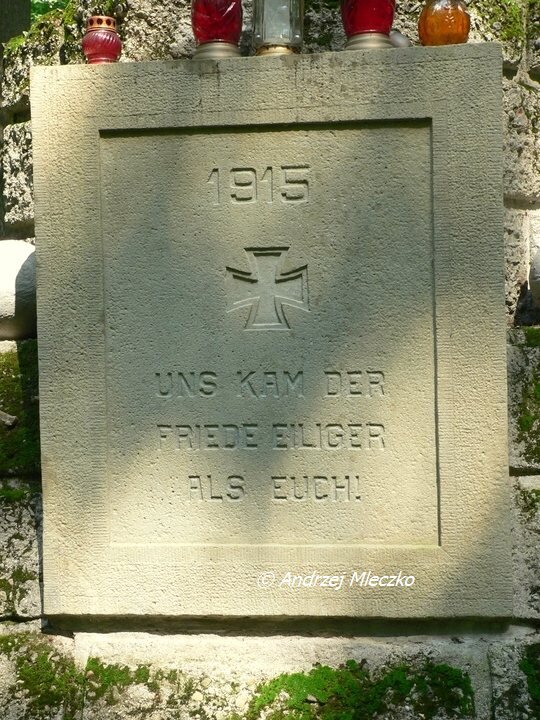 1915
UNS KAM DER
FRIEDE EILIGER
ALS EUCH!
© Andrzej Mleczko